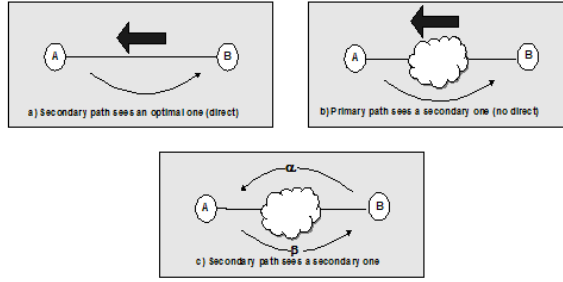 A B
a) Secondary path sees an optimal one (direct)
A B
b) Primary path sees a secondary one (no direct)
α
A B
β
c) Secondary path sees a secondary one